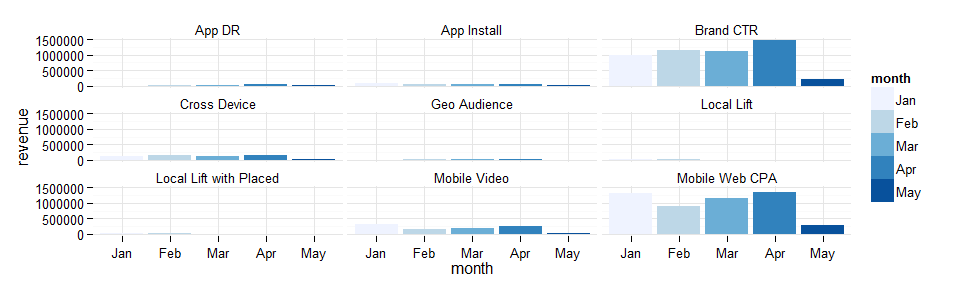 App DR App Install Brand CTR
1500000
1000000
500000
0
month
Jan
Feb
Mar
Apr
May
revenue
Cross Device Geo Audience Local Lift
1500000
1000000
500000
0
Local Lift with Placed Mobile Video Mobile Web CPA
1500000
1000000
500000
0
Jan Feb Mar Apr May Jan Feb Mar Apr May Jan Feb Mar Apr May
month